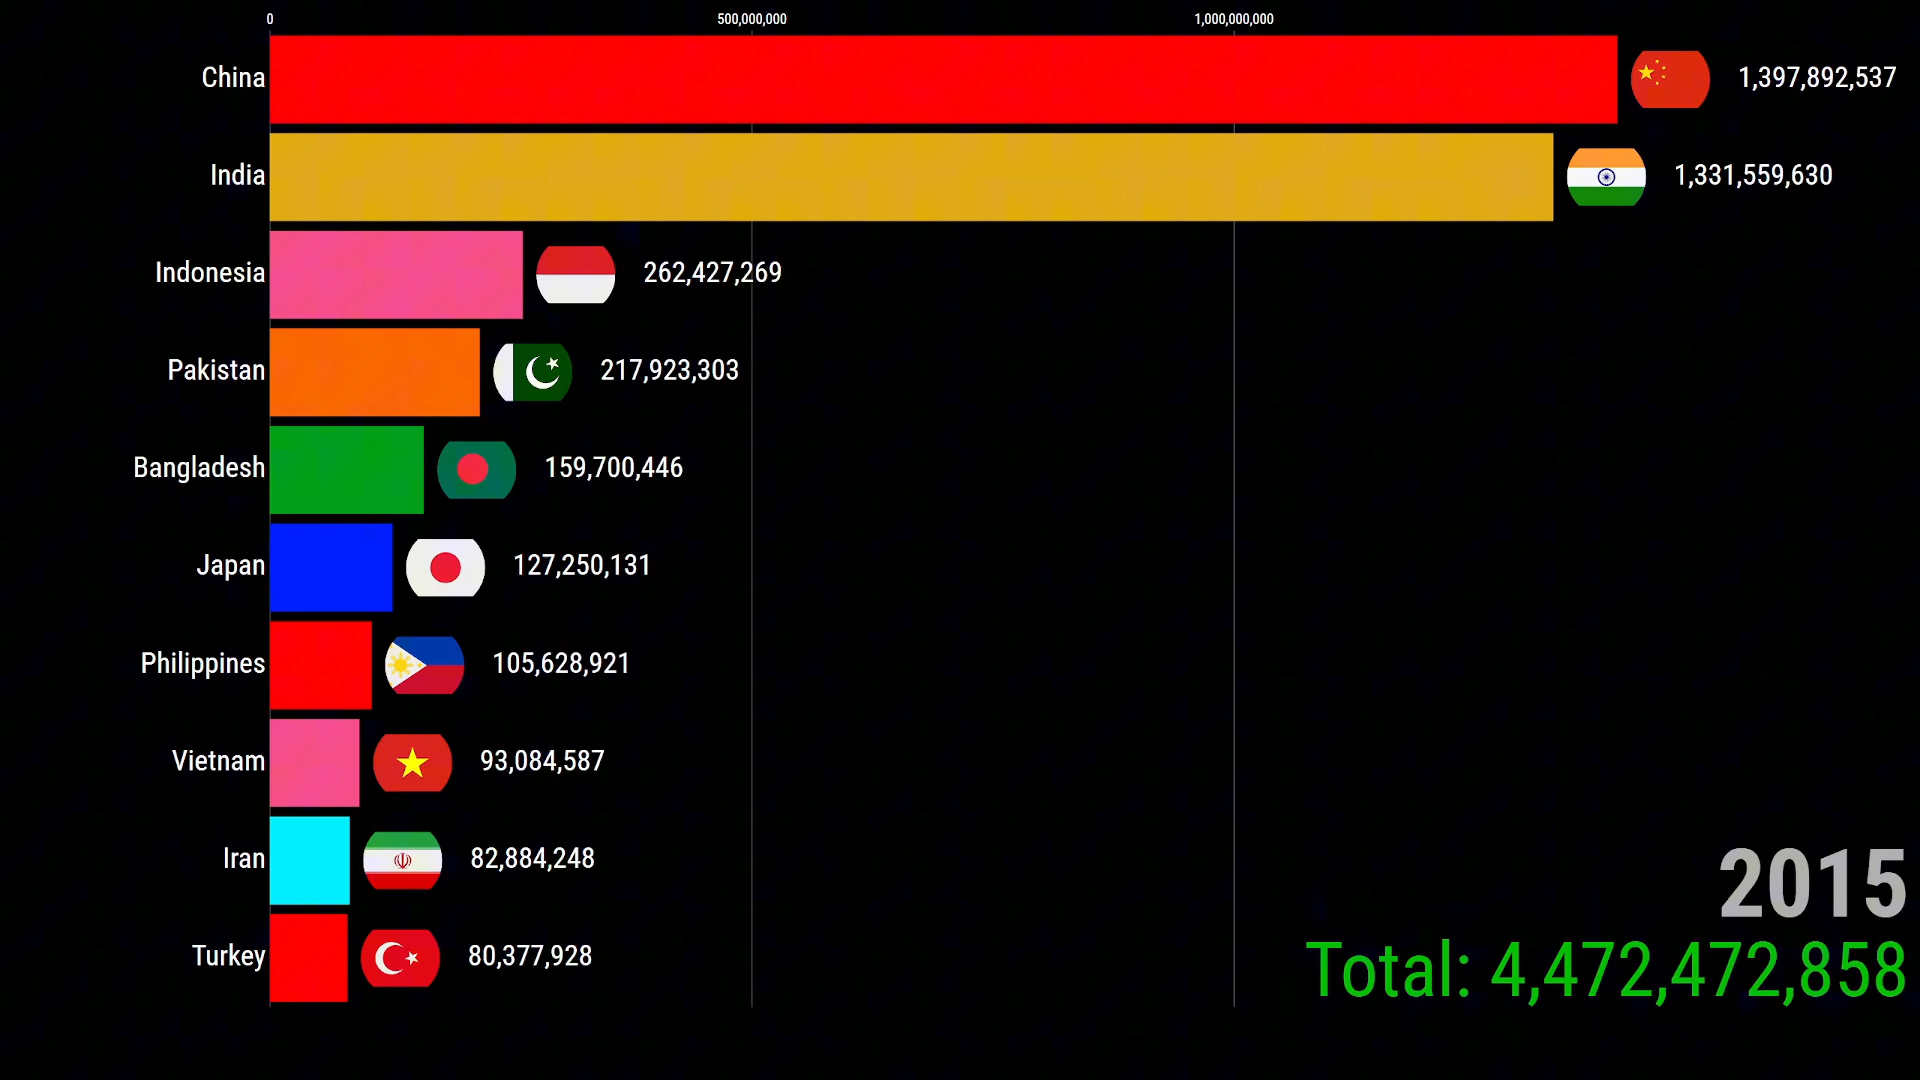 0 500,000,000 1,000,000,000
China 1,397,892,537
India 1,331,559,630
Indonesia 262,427,269
Pakistan 217,923,303
Bangladesh 159,700,446
Japan 127,250,131
Philippines 105,628,921
Vietnam 93,084,587
Iran 82,884,248
Turkey 80,377,928
2015
Total: 4,472,472,858